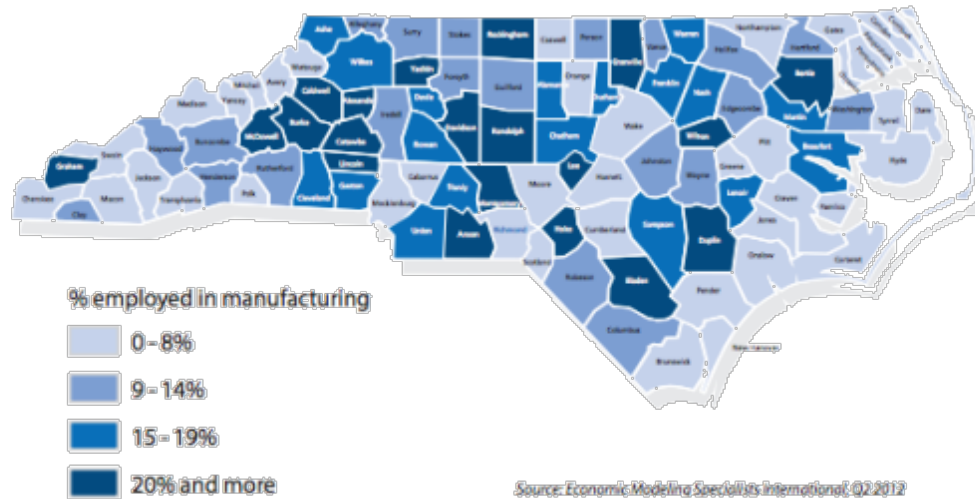 Ashe
Alleghany
Surry
Stokes
Rockingham
Caswell
Person
Granville
Vance
Warren
Northampton
Halifax
Hertford
Gates
Wilkes
Watauga
Yadkin
Forsyth
Guilford
Orange
Franklin
Nash
Bertie
Avery
Mitchell
Yancey
Madison
Caldwell
Alexander
Davie
Iredell
Davidson
Randolph
Chatham
Wake
Edgecombe
Martin
Washington
Tyrrell
Dare
Burke
McDowell
Catawba
Rowan
Wilson
Pitt
Beaufort
Hyde
Buncombe
Haywood
Swain
Graham
Lincoln
Rutherford
Henderson
Jackson
Cleveland
Gaston
Cabarrus
Stanly
Moore
Lee
Harnett
Johnston
Wayne
Greene
Lenoir
Craven
Pamlico
Cherokee
Clay
Macon
Transylvania
Polk
Mecklenburg
Montgomery
Union
Anson
Richmond
Scotland
Hoke
Cumberland
Sampson
Duplin
Jones
Onslow
Carteret
Robeson
Bladen
Pender
Columbus
Brunswick
New Hanover
% employed in manufacturing
0 - 8%
9 - 14%
15 - 19%
20% and more
Source: Economic Modeling Specialists International, Q2 2012